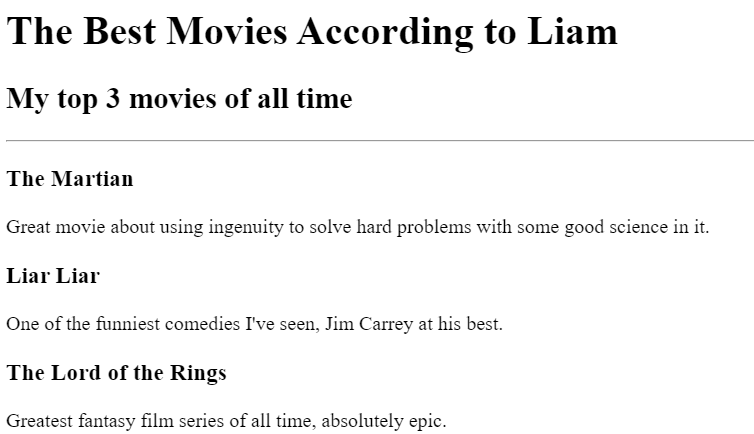 The Best Movies According to Liam
My top 3 movies of all time
The Martian
Great movie about using ingenuity to solve hard problems with some good science in it.
Liar Liar
One of the funniest comedies I've seen, Jim Carrey at his best.
The Lord of the Rings
Greatest fantasy film series of all time, absolutely epic.